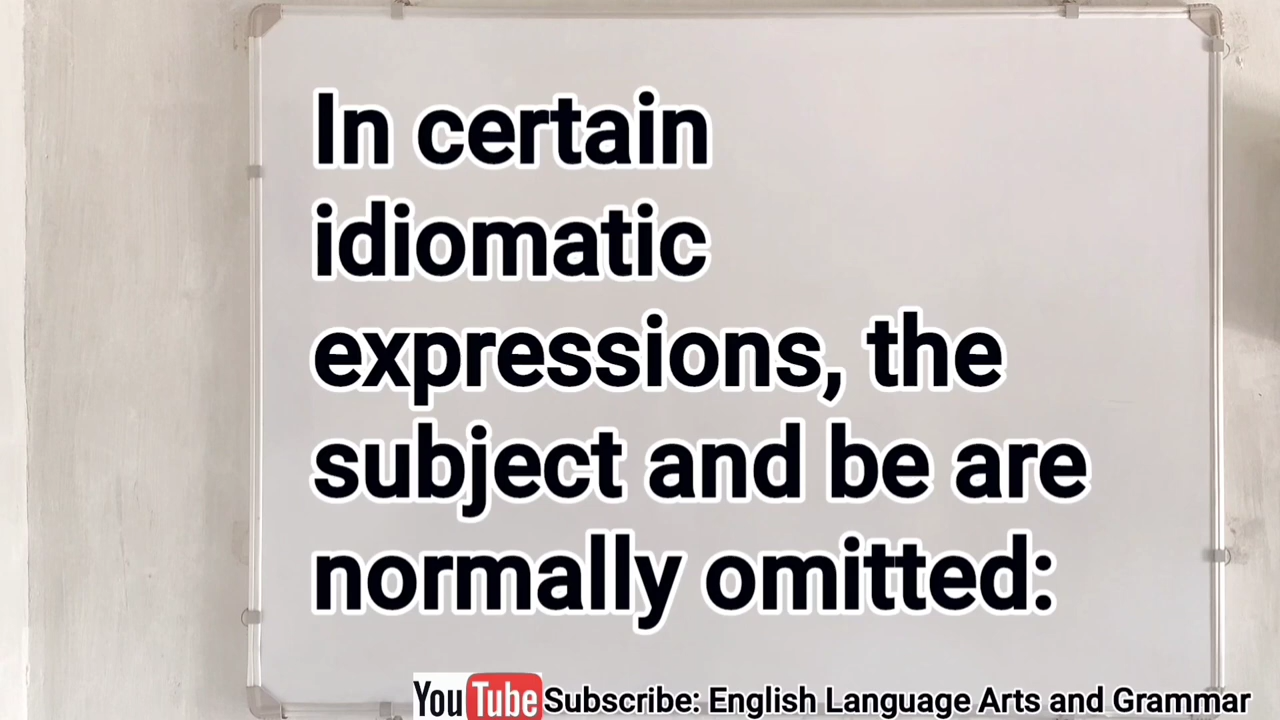 In certain
idiomatic
expressions, the
subject and be are
normally omitted:
YouTube Subscribe: English Language Arts and Grammar